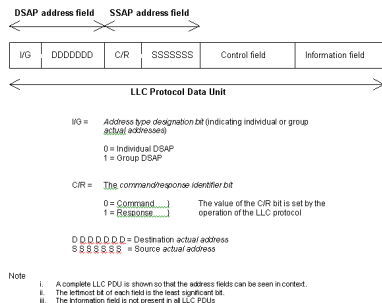 DSAP address field SSAP address field
I/G DDDDDDD C/R SSSSSSS Control field Information field
LLC Protocol Data Unit
I/G = Address type designation bit (indicating individual or group
actual addresses)
0 = Individual DSAP
1 = Group DSAP
C/R = The command/response identifier bit
0 = Command ) The value of the C/R bit is set by the
1 = Response ) operation of the LLC protocol
D D D D D D D = Destination actual address
S S S S S S S = Source actual address
Note
i. A complete LLC PDU is shown so that the address fields can be seen in context.
ii. The leftmost bit of each field is the least significant bit.
iii. The Information field is not present in all LLC PDUs